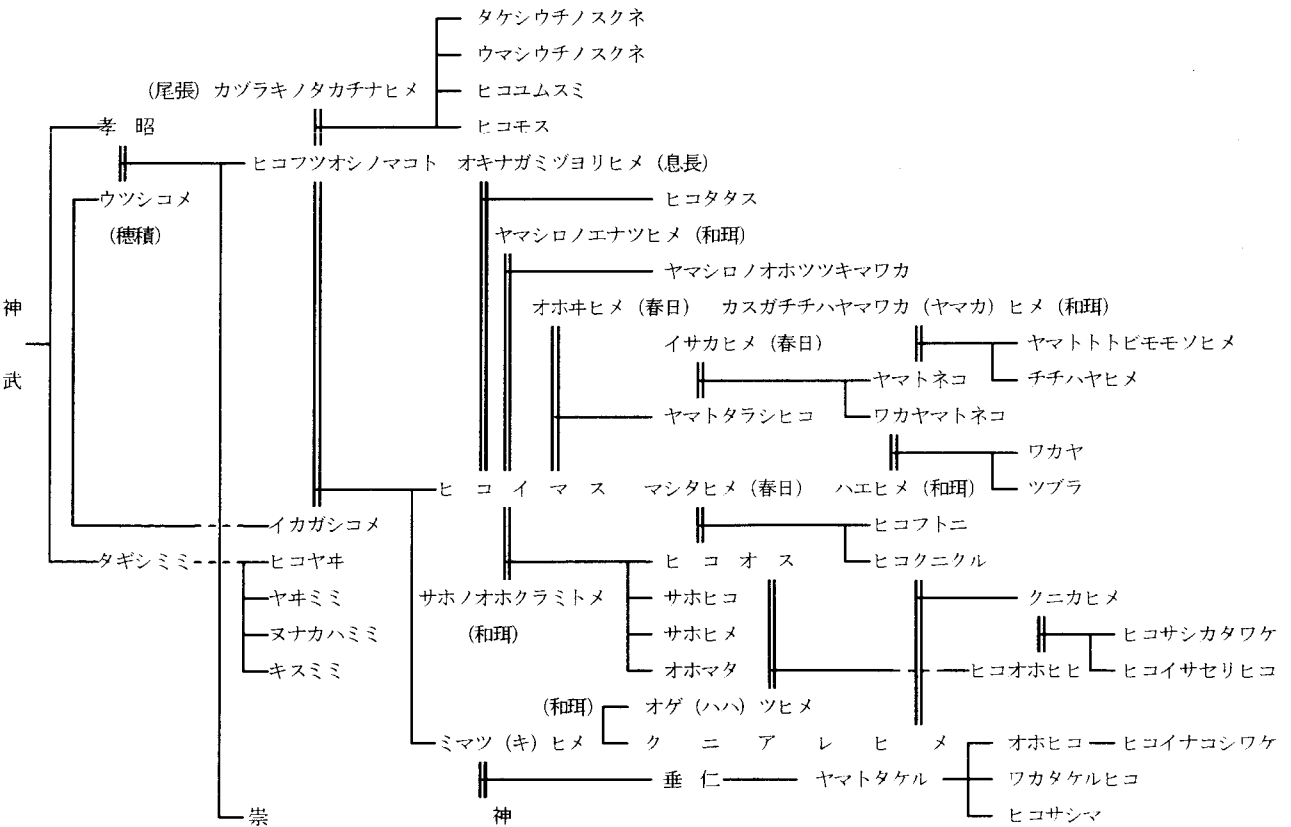 タケシウチノスクネ
ウマシウチノスクネ
(尾張) カヅラキノタカチナヒメ ヒコユムスミ
孝 昭 ヒコモス
ヒコフツオシノマコト オキナガミヅヨリヒメ (息長)
ウツシコメ ヒコタタス
(穂積) ヤマシロノエナツヒメ (和珥)
ヤマシロノオホツツキマワカ
神 オホヰヒメ (春日) カスガチチハヤマワカ (ヤマカ) ヒメ (和珥)
イサカヒメ (春日) ヤマトトトビモモソヒメ
武 ヤマトネコ チチハヤヒメ
ヤマトタラシヒコ ワカヤマトネコ
ワカヤ
ヒコイマス マシタヒメ (春日) ハエヒメ (和珥) ツブラ
イカガシコメ ヒコフトニ
タギシミミ ヒコヤヰ ヒコオス ヒコクニクル
ヤヰミミ サホノオホクラミトメ サホヒコ クニカヒメ
ヌナカハミミ (和珥) サホヒメ ヒコサシカタワケ
キスミミ オホマタ ヒコオホヒヒ ヒコイサセリヒコ
(和珥) オゲ (ハハ) ツヒメ
ミマツ (キ) ヒメ クニアレヒメ オホヒコ ヒコイナコシワケ
垂仁 ヤマトタケル ワカタケルヒコ
崇 神 ヒコサシマ